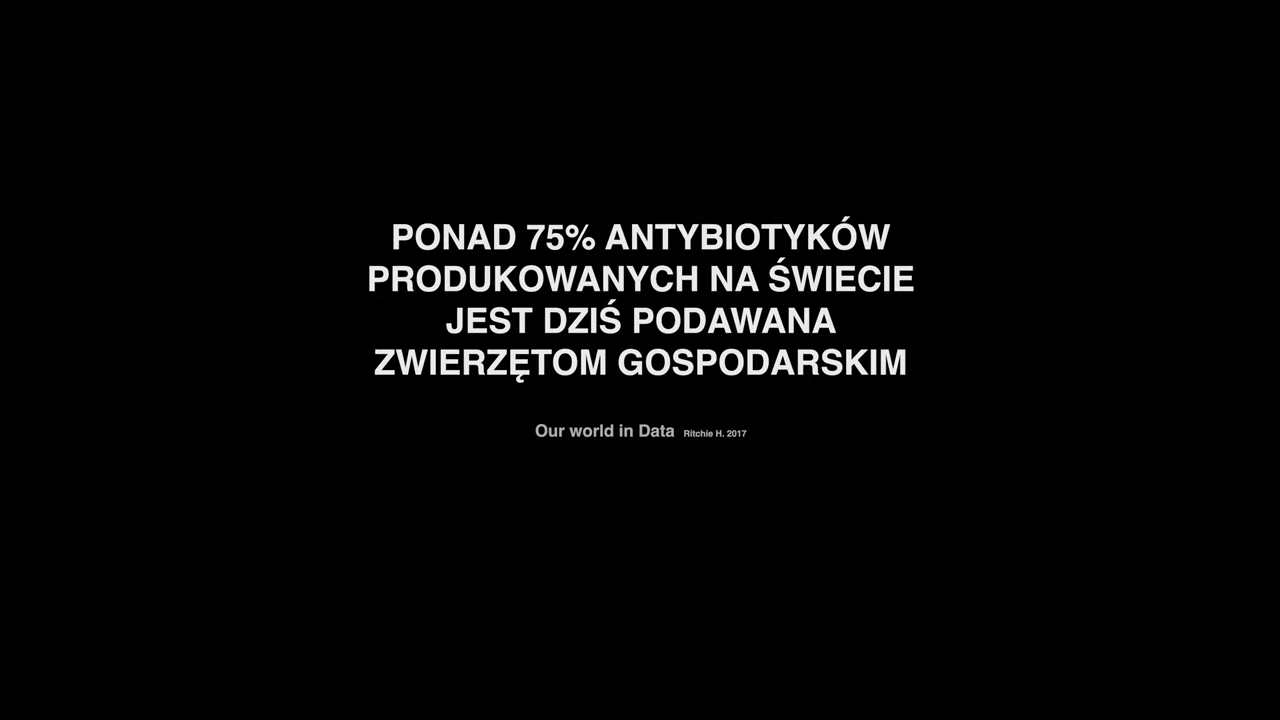 PONAD 75% ANTYBIOTYKÓW
PRODUKOWANYCH NA ŚWIECIE
JEST DZIŚ PODAWANA
ZWIERZĘTOM GOSPODARSKIM
Our world in Data Ritchie H. 2017